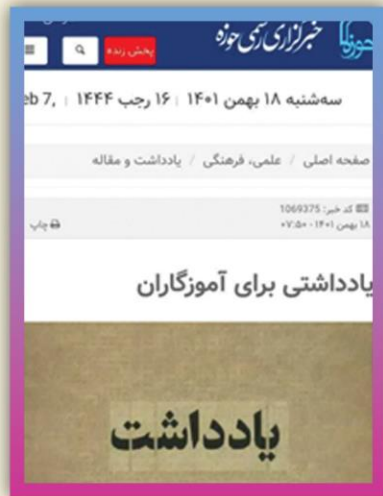 خبرگزاری رسمی حوزه
پخش زنده
سه‌شنبه ۱۸ بهمن ۱۴۰۱ | ۱۶ رجب ۱۴۴۴ | eb 7,
صفحه اصلی / علمی، فرهنگی / یادداشت و مقاله
کد خبر: 1069375
۱۸ بهمن ۱۴۰۱ - ۰۷:۵۰
چاپ
یادداشتی برای آموزگاران
یادداشت